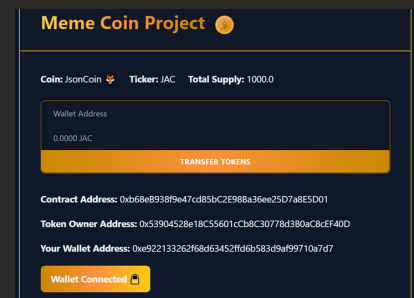 Meme Coin Project
Coin: JsonCoin Ticker: JAC Total Supply: 1000.0
Wallet Address
0.0000 JAC
TRANSFER TOKENS
Contract Address: 0xb68eB938f9e47cd85bC2E98Ba36ee25D7a8E5D01
Token Owner Address: 0x53904528e18C55601cCb8C30778d3B0aC8cEF40D
Your Wallet Address: 0xe922133262f68d63452ffd6b583d9af99710a7d7
Wallet Connected